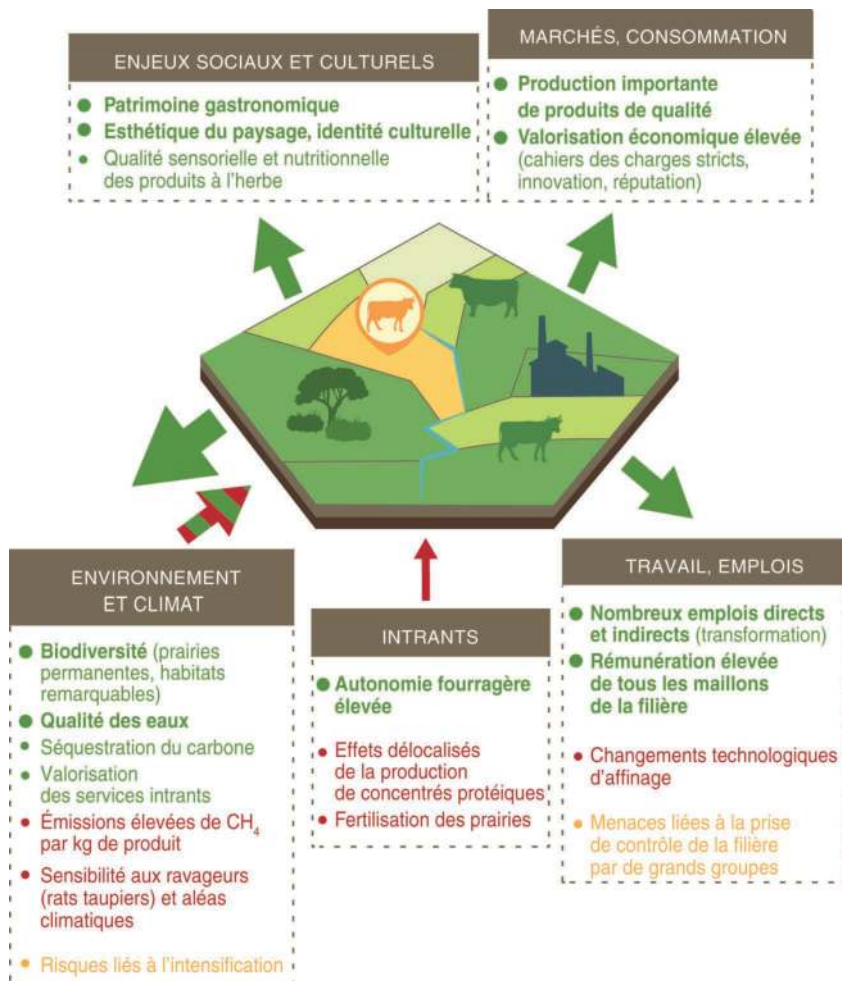 ENJEUX SOCIAUX ET CULTURELS
Patrimoine gastronomique
Esthétique du paysage, identité culturelle
Qualité sensorielle et nutritionnelle
des produits à l'herbe
MARCHÉS, CONSOMMATION
Production importante
de produits de qualité
Valorisation économique élevée
(cahiers des charges stricts,
innovation, réputation)
ENVIRONNEMENT
ET CLIMAT
Biodiversité (prairies
permanentes, habitats
remarquables)
Qualité des eaux
Séquestration du carbone
Valorisation
des services intrants
Émissions élevées de CH₄
par kg de produit
Sensibilité aux ravageurs
(rats taupiers) et aléas
climatiques
Risques liés à l'intensification
INTRANTS
Autonomie fourragère
élevée
Effets délocalisés
de la production
de concentrés protéiques
Fertilisation des prairies
TRAVAIL, EMPLOIS
Nombreux emplois directs
et indirects (transformation)
Rémunération élevée
de tous les maillons
de la filière
Changements technologiques
d'affinage
Menaces liées à la prise
de contrôle de la filière
par de grands groupes